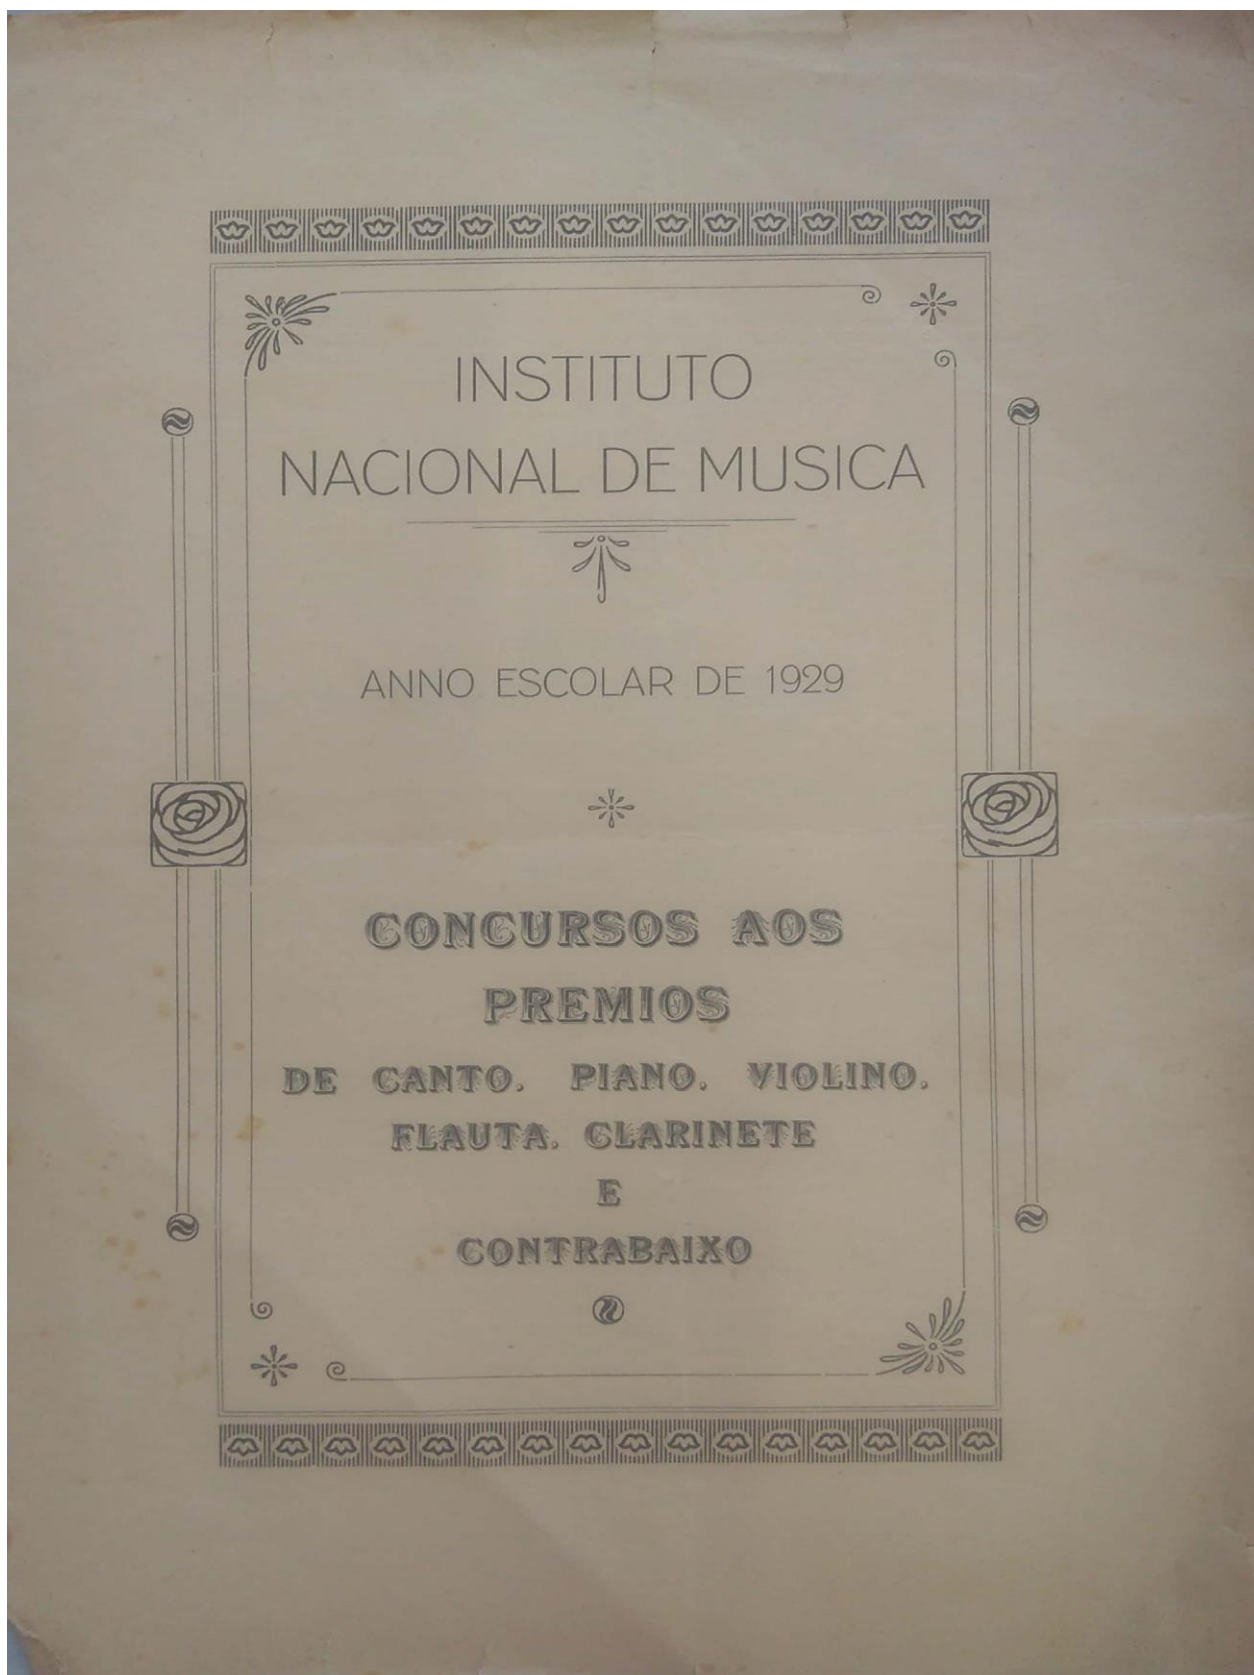 INSTITUTO
NACIONAL DE MUSICA
ANNO ESCOLAR DE 1929
CONCURSOS AOS
PREMIOS
DE CANTO. PIANO. VIOLINO.
FLAUTA. CLARINETE
E
CONTRABAIXO